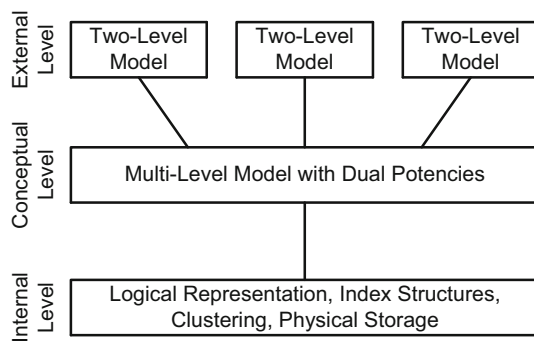 External
Level
Two-Level
Model
Two-Level
Model
Two-Level
Model
Conceptual
Level
Multi-Level Model with Dual Potencies
Internal
Level
Logical Representation, Index Structures,
Clustering, Physical Storage